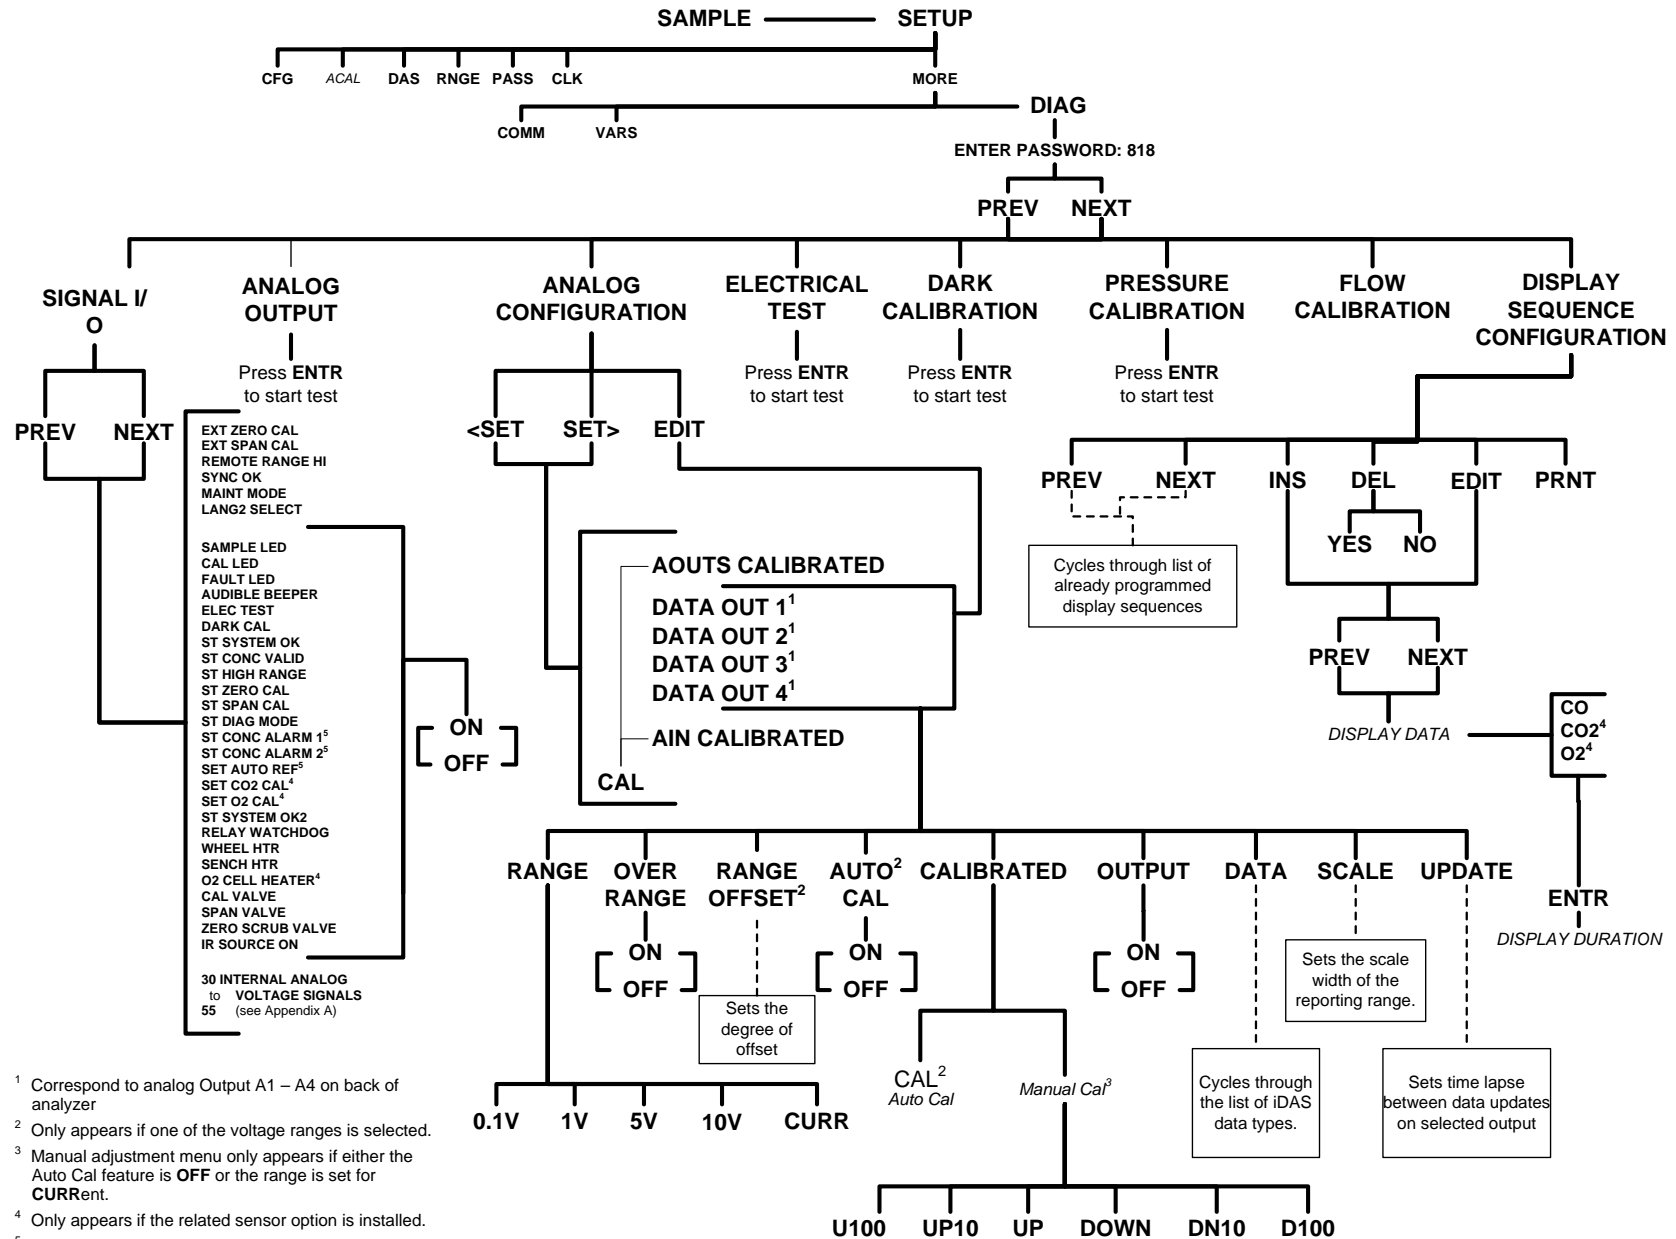 SAMPLE SETUP
CFG ACAL DAS RNGE PASS CLK MORE
COMM VARS DIAG
ENTER PASSWORD: 818
PREV NEXT
SIGNAL I/
O
ANALOG
OUTPUT
Press ENTR
to start test
ANALOG
CONFIGURATION
ELECTRICAL
TEST
Press ENTR
to start test
DARK
CALIBRATION
Press ENTR
to start test
PRESSURE
CALIBRATION
Press ENTR
to start test
FLOW
CALIBRATION
DISPLAY
SEQUENCE
CONFIGURATION
PREV NEXT
EXT ZERO CAL
EXT SPAN CAL
REMOTE RANGE HI
SYNC OK
MAINT MODE
LANG2 SELECT
SAMPLE LED
CAL LED
FAULT LED
AUDIBLE BEEPER
ELEC TEST
DARK CAL
ST SYSTEM OK
ST CONC VALID
ST HIGH RANGE
ST ZERO CAL
ST SPAN CAL
ST DIAG MODE
ST CONC ALARM 1⁵
ST CONC ALARM 2⁵
SET AUTO REF⁵
SET CO2 CAL⁴
SET O2 CAL⁴
ST SYSTEM OK2
RELAY WATCHDOG
WHEEL HTR
SENCH HTR
O2 CELL HEATER⁴
CAL VALVE
SPAN VALVE
ZERO SCRUB VALVE
IR SOURCE ON
30 INTERNAL ANALOG
to VOLTAGE SIGNALS
55 (see Appendix A)
ON
OFF
<SET SET> EDIT
AOUTS CALIBRATED
DATA OUT 1¹
DATA OUT 2¹
DATA OUT 3¹
DATA OUT 4¹
AIN CALIBRATED
CAL
PREV NEXT INS DEL EDIT PRNT
YES NO
Cycles through list of
already programmed
display sequences
PREV NEXT
DISPLAY DATA
CO
CO2⁴
O2⁴
ENTR
DISPLAY DURATION
RANGE
OVER
RANGE
ON
OFF
RANGE
OFFSET²
Sets the
degree of
offset
AUTO²
CAL
ON
OFF
CALIBRATED
OUTPUT
ON
OFF
DATA
Cycles through
the list of iDAS
data types.
SCALE
Sets the scale
width of the
reporting range.
UPDATE
Sets time lapse
between data updates
on selected output
CAL²
Auto Cal
Manual Cal³
0.1V 1V 5V 10V CURR
U100 UP10 UP DOWN DN10 D100
¹ Correspond to analog Output A1 – A4 on back of
analyzer
² Only appears if one of the voltage ranges is selected.
³ Manual adjustment menu only appears if either the
Auto Cal feature is OFF or the range is set for
CURRent.
⁴ Only appears if the related sensor option is installed.